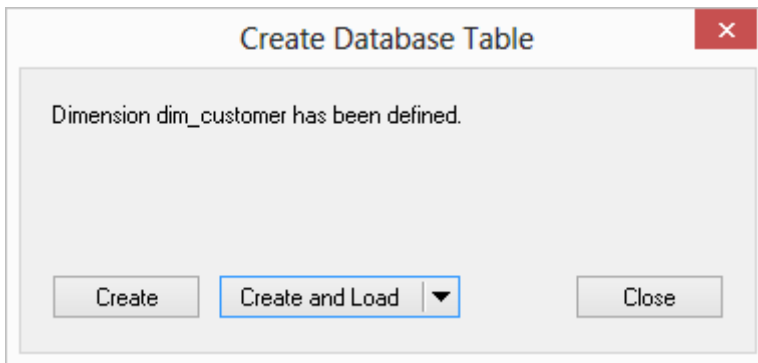 Create Database Table
Dimension dim_customer has been defined.
Create
Create and Load
Close